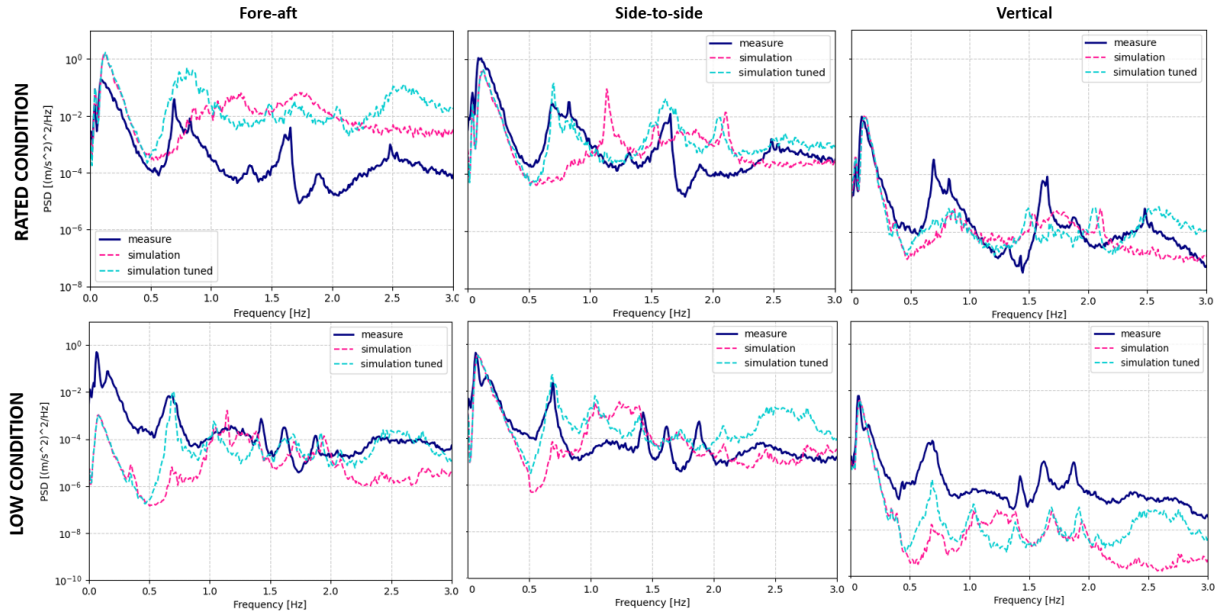 Fore-aft Side-to-side Vertical
RATED CONDITION
PSD [(m/s^2)^2/Hz]
10^0
10^-2
10^-4
10^-6
10^-8
measure
simulation
simulation tuned
0.0 0.5 1.0 1.5 2.0 2.5 3.0
Frequency [Hz]
measure
simulation
simulation tuned
0.0 0.5 1.0 1.5 2.0 2.5 3.0
Frequency [Hz]
measure
simulation
simulation tuned
0.0 0.5 1.0 1.5 2.0 2.5 3.0
Frequency [Hz]
LOW CONDITION
PSD [(m/s^2)^2/Hz]
10^0
10^-2
10^-4
10^-6
10^-8
10^-10
measure
simulation
simulation tuned
0.0 0.5 1.0 1.5 2.0 2.5 3.0
Frequency [Hz]
measure
simulation
simulation tuned
0.0 0.5 1.0 1.5 2.0 2.5 3.0
Frequency [Hz]
measure
simulation
simulation tuned
0.0 0.5 1.0 1.5 2.0 2.5 3.0
Frequency [Hz]